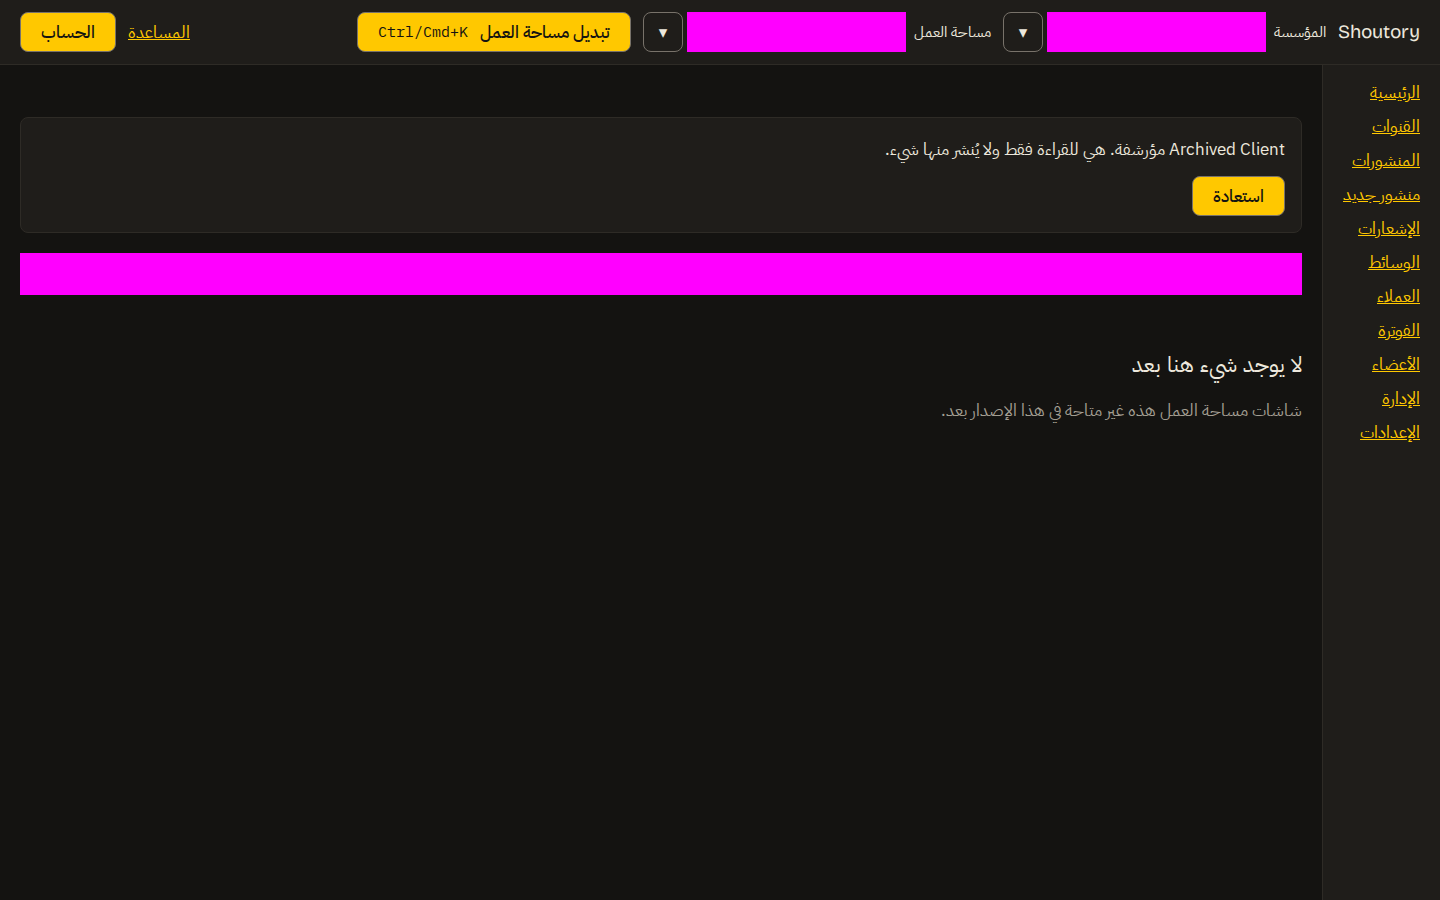 Shoutory المؤسسة ▼ مساحة العمل ▼ تبديل مساحة العمل Ctrl/Cmd+K المساعدة الحساب
الرئيسية
القنوات
المنشورات
منشور جديد
الإشعارات
الوسائط
العملاء
الفوترة
الأعضاء
الإدارة
الإعدادات
Archived Client مؤرشفة. هي للقراءة فقط ولا يُنشر منها شيء.
استعادة
لا يوجد شيء هنا بعد
شاشات مساحة العمل هذه غير متاحة في هذا الإصدار بعد.